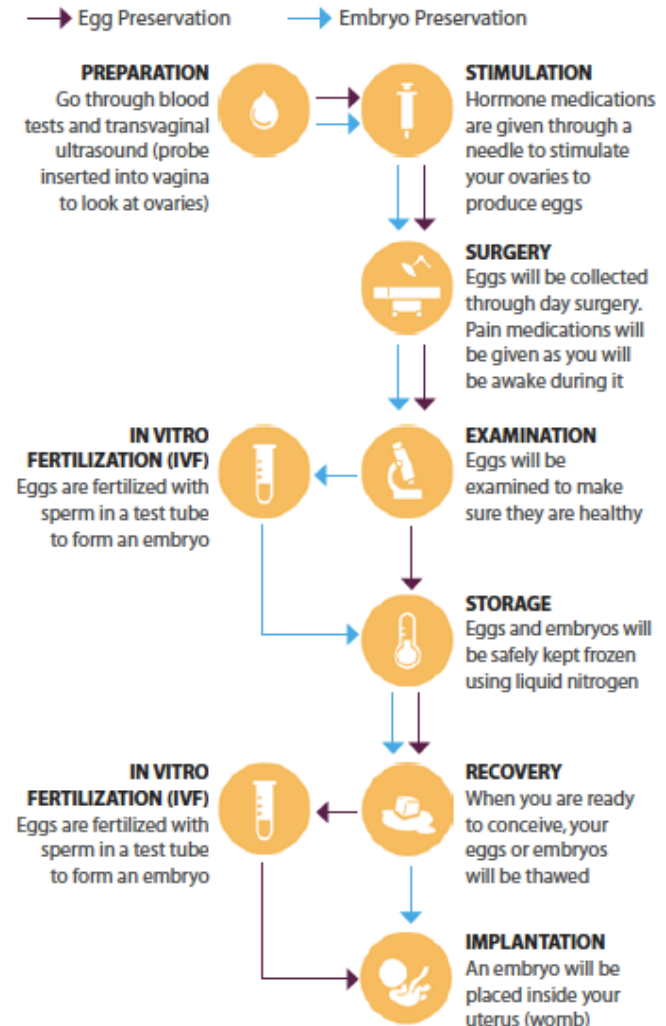 Egg Preservation
Embryo Preservation
PREPARATION
Go through blood
tests and transvaginal
ultrasound (probe
inserted into vagina
to look at ovaries)
STIMULATION
Hormone medications
are given through a
needle to stimulate
your ovaries to
produce eggs
SURGERY
Eggs will be collected
through day surgery.
Pain medications will
be given as you will
be awake during it
IN VITRO
FERTILIZATION (IVF)
Eggs are fertilized with
sperm in a test tube
to form an embryo
EXAMINATION
Eggs will be
examined to make
sure they are healthy
STORAGE
Eggs and embryos will
be safely kept frozen
using liquid nitrogen
IN VITRO
FERTILIZATION (IVF)
Eggs are fertilized with
sperm in a test tube
to form an embryo
RECOVERY
When you are ready
to conceive, your
eggs or embryos
will be thawed
IMPLANTATION
An embryo will be
placed inside your
uterus (womb)